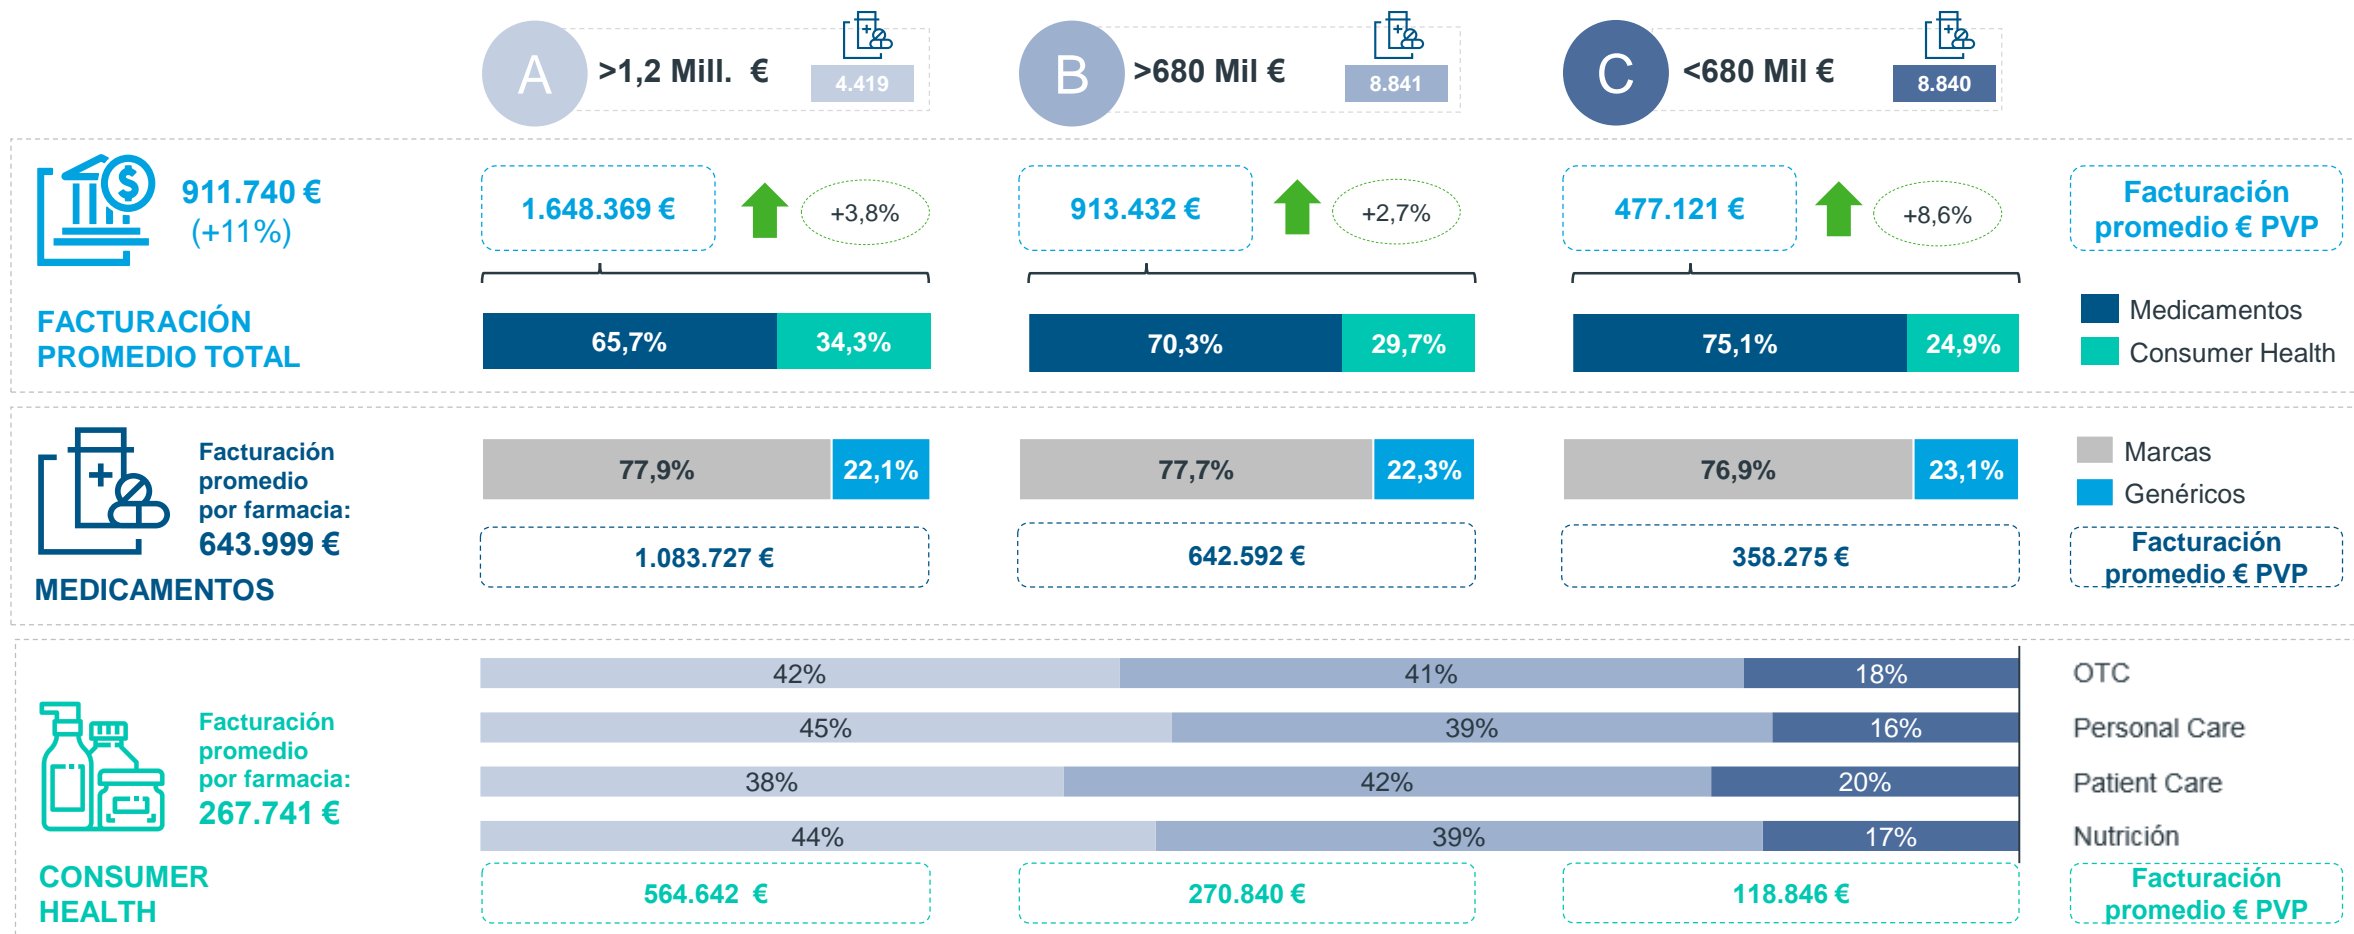 A
>1,2 Mill. €
4.419
B
>680 Mil €
8.841
C
<680 Mil €
8.840
$
911.740 €
(+11%)
FACTURACIÓN
PROMEDIO TOTAL
1.648.369 €
+3,8%
913.432 €
+2,7%
477.121 €
+8,6%
Facturación
promedio € PVP
65,7%
34,3%
70,3%
29,7%
75,1%
24,9%
Medicamentos
Consumer Health
Facturación
promedio
por farmacia:
643.999 €
MEDICAMENTOS
77,9%
22,1%
77,7%
22,3%
76,9%
23,1%
Marcas
Genéricos
1.083.727 €
642.592 €
358.275 €
Facturación
promedio € PVP
Facturación
promedio
por farmacia:
267.741 €
CONSUMER
HEALTH
42%
41%
18%
OTC
45%
39%
16%
Personal Care
38%
42%
20%
Patient Care
44%
39%
17%
Nutrición
564.642 €
270.840 €
118.846 €
Facturación
promedio € PVP